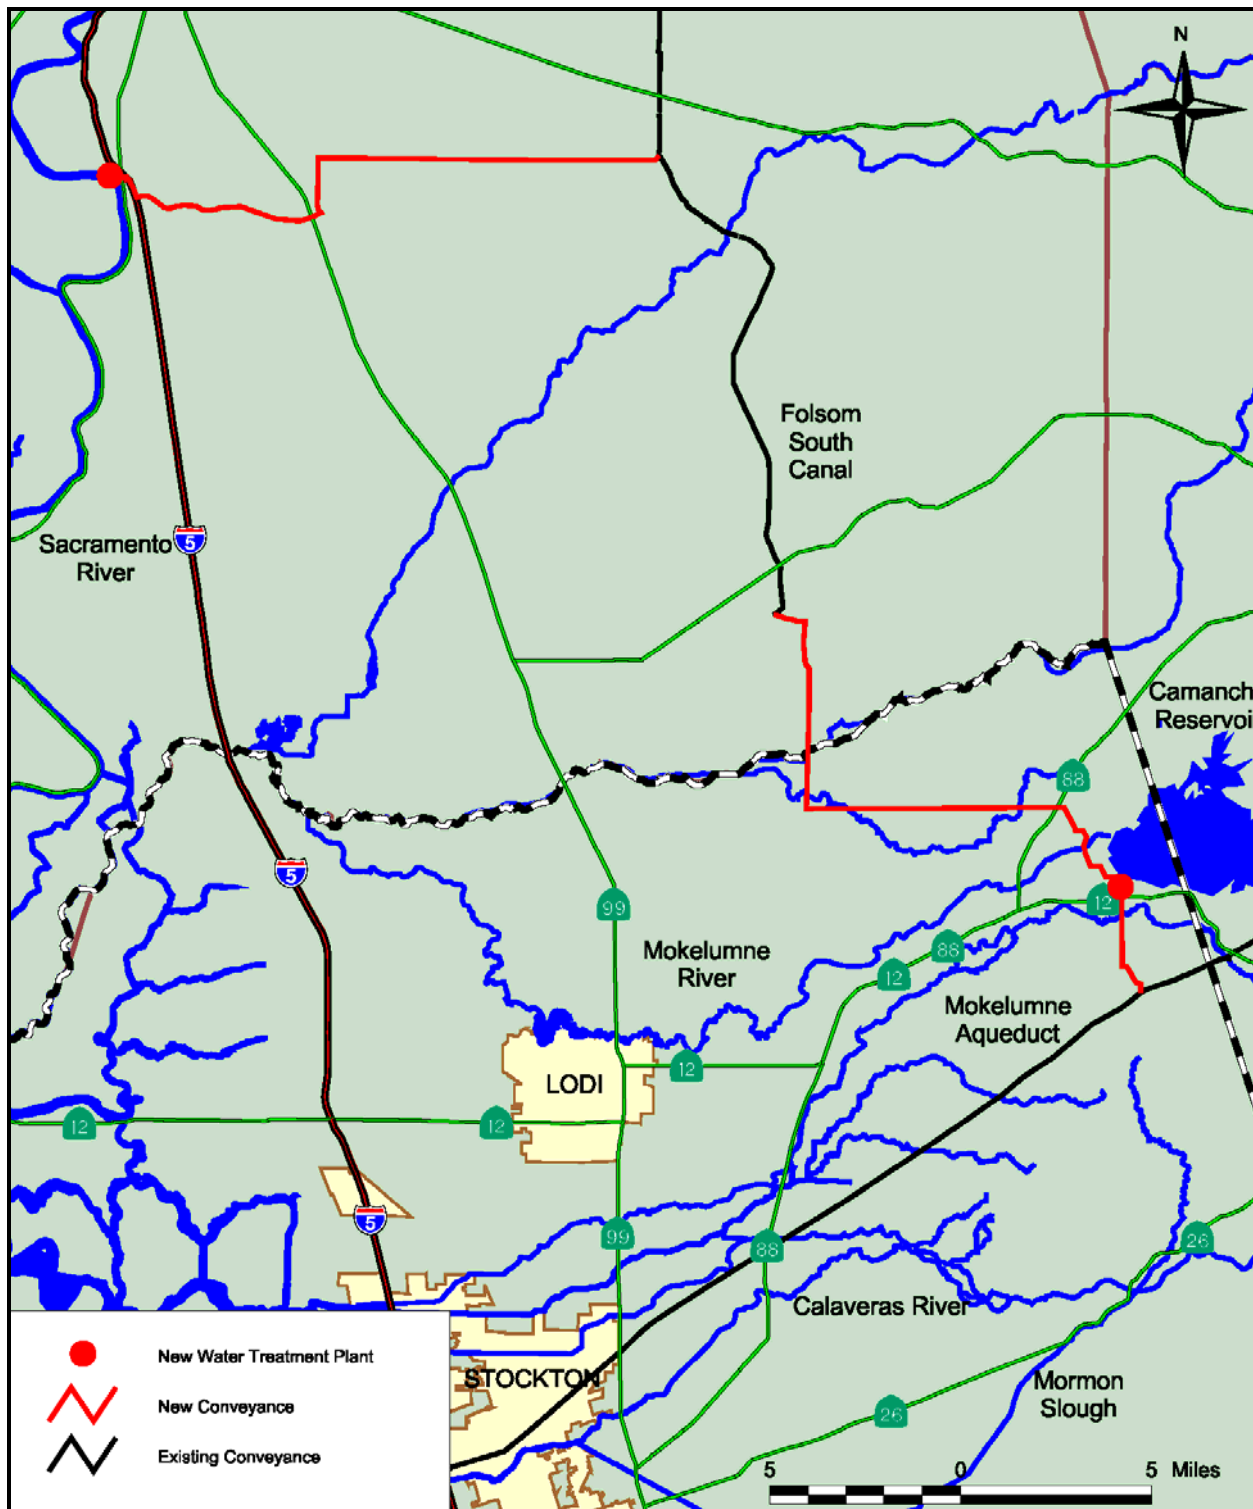 N
Folsom
South
Canal
5
Sacramento
River
Camanch
Reservoi
88
5
99
12
Mokelumne
River
88
12
Mokelumne
Aqueduct
12
LODI
12
12
5
99
88
26
Calaveras River
New Water Treatment Plant
STOCKTON
Mormon
Slough
New Conveyance
26
Existing Conveyance
5 0 5 Miles